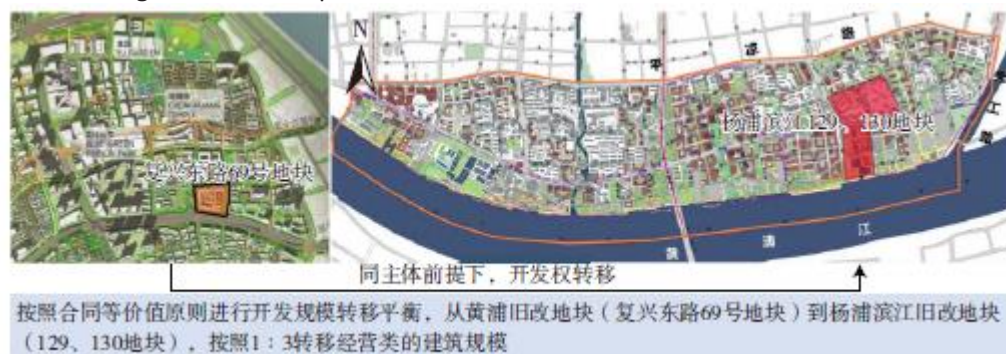 N
复兴东路69号地块
杨浦滨江129、130地块
黄
浦
江
同主体前提下，开发权转移
按照合同等价值原则进行开发规模转移平衡，从黄浦旧改地块（复兴东路69号地块）到杨浦滨江旧改地块
（129、130地块），按照1：3转移经营类的建筑规模